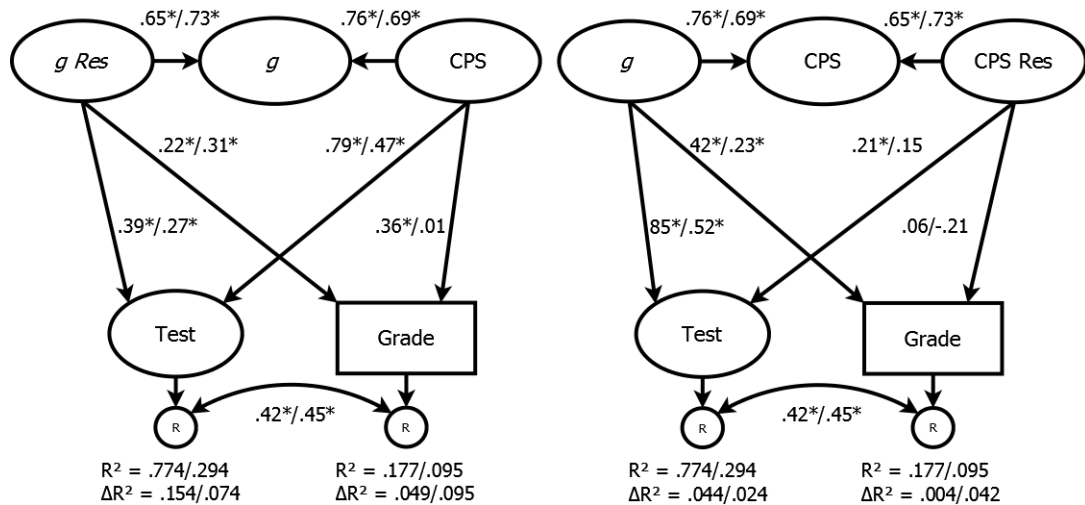 .65*/.73*
.76*/.69*
g Res
g
CPS
.22*/.31*
.79*/.47*
.39*/.27*
.36*/.01
Test
Grade
R
.42*/.45*
R
R² = .774/.294
ΔR² = .154/.074
R² = .177/.095
ΔR² = .049/.095
.76*/.69*
.65*/.73*
g
CPS
CPS Res
.42*/.23*
.21*/.15
.85*/.52*
.06/-.21
Test
Grade
R
.42*/.45*
R
R² = .774/.294
ΔR² = .044/.024
R² = .177/.095
ΔR² = .004/.042